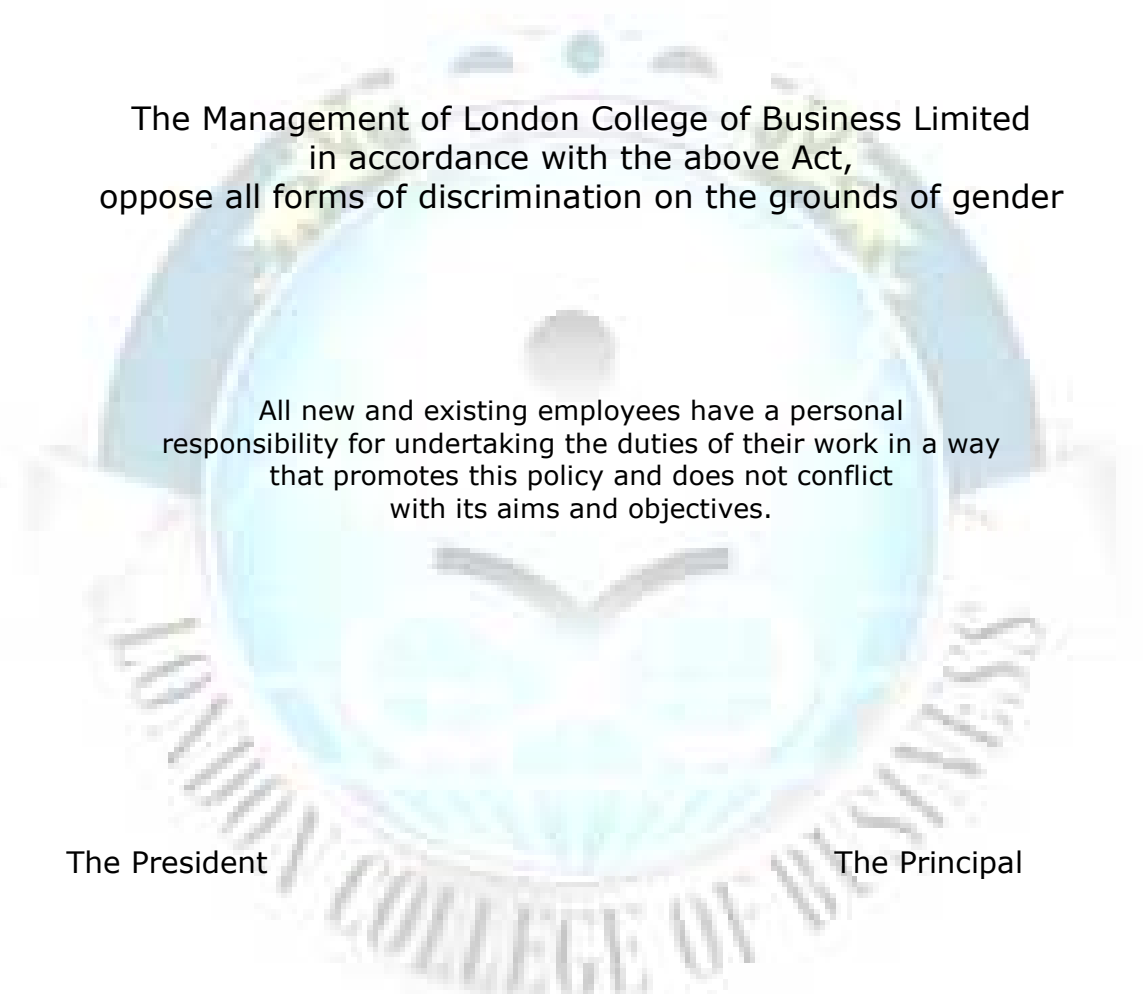 The Management of London College of Business Limited
in accordance with the above Act,
oppose all forms of discrimination on the grounds of gender
All new and existing employees have a personal
responsibility for undertaking the duties of their work in a way
that promotes this policy and does not conflict
with its aims and objectives.
The President The Principal
LONDON COLLEGE OF BUSINESS